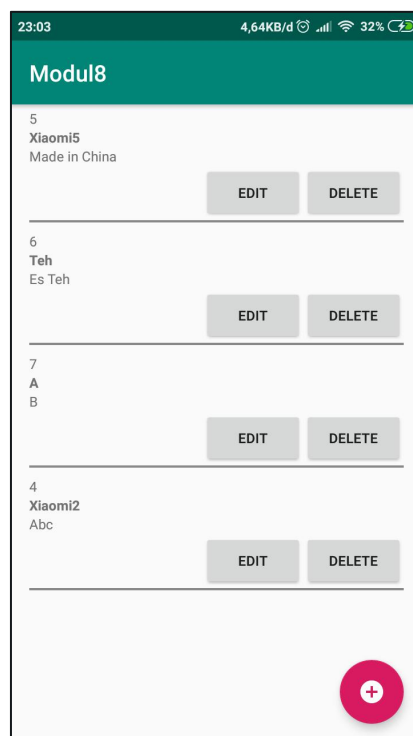 23:03 4,64KB/d 32%
Modul8
5
Xiaomi5
Made in China
EDIT DELETE
6
Teh
Es Teh
EDIT DELETE
7
A
B
EDIT DELETE
4
Xiaomi2
Abc
EDIT DELETE